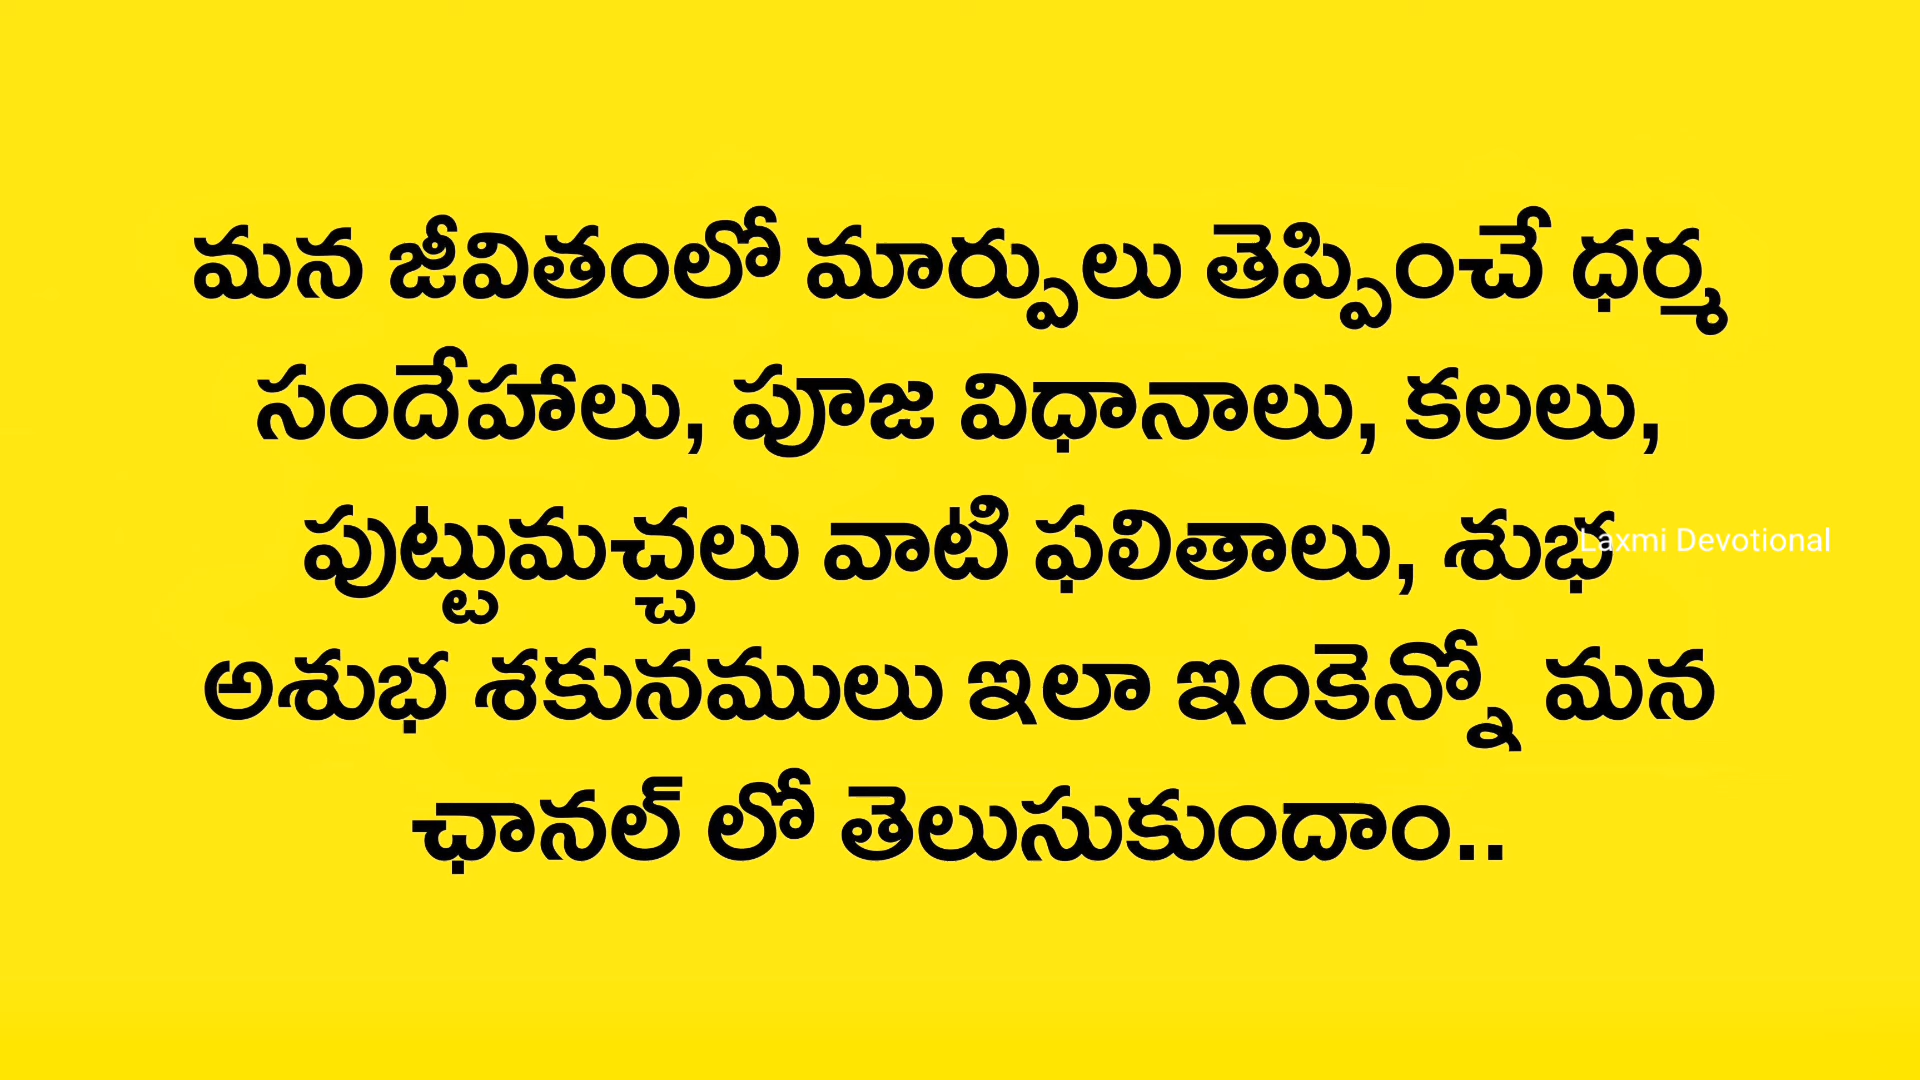 మన జీవితంలో మార్పులు తెప్పించే ధర్మ
సందేహాలు, పూజ విధానాలు, కలలు,
పుట్టుమచ్చలు వాటి ఫలితాలు, శుభ
Laxmi Devotional
అశుభ శకునములు ఇలా ఇంకెన్నో మన
ఛానల్ లో తెలుసుకుందాం..